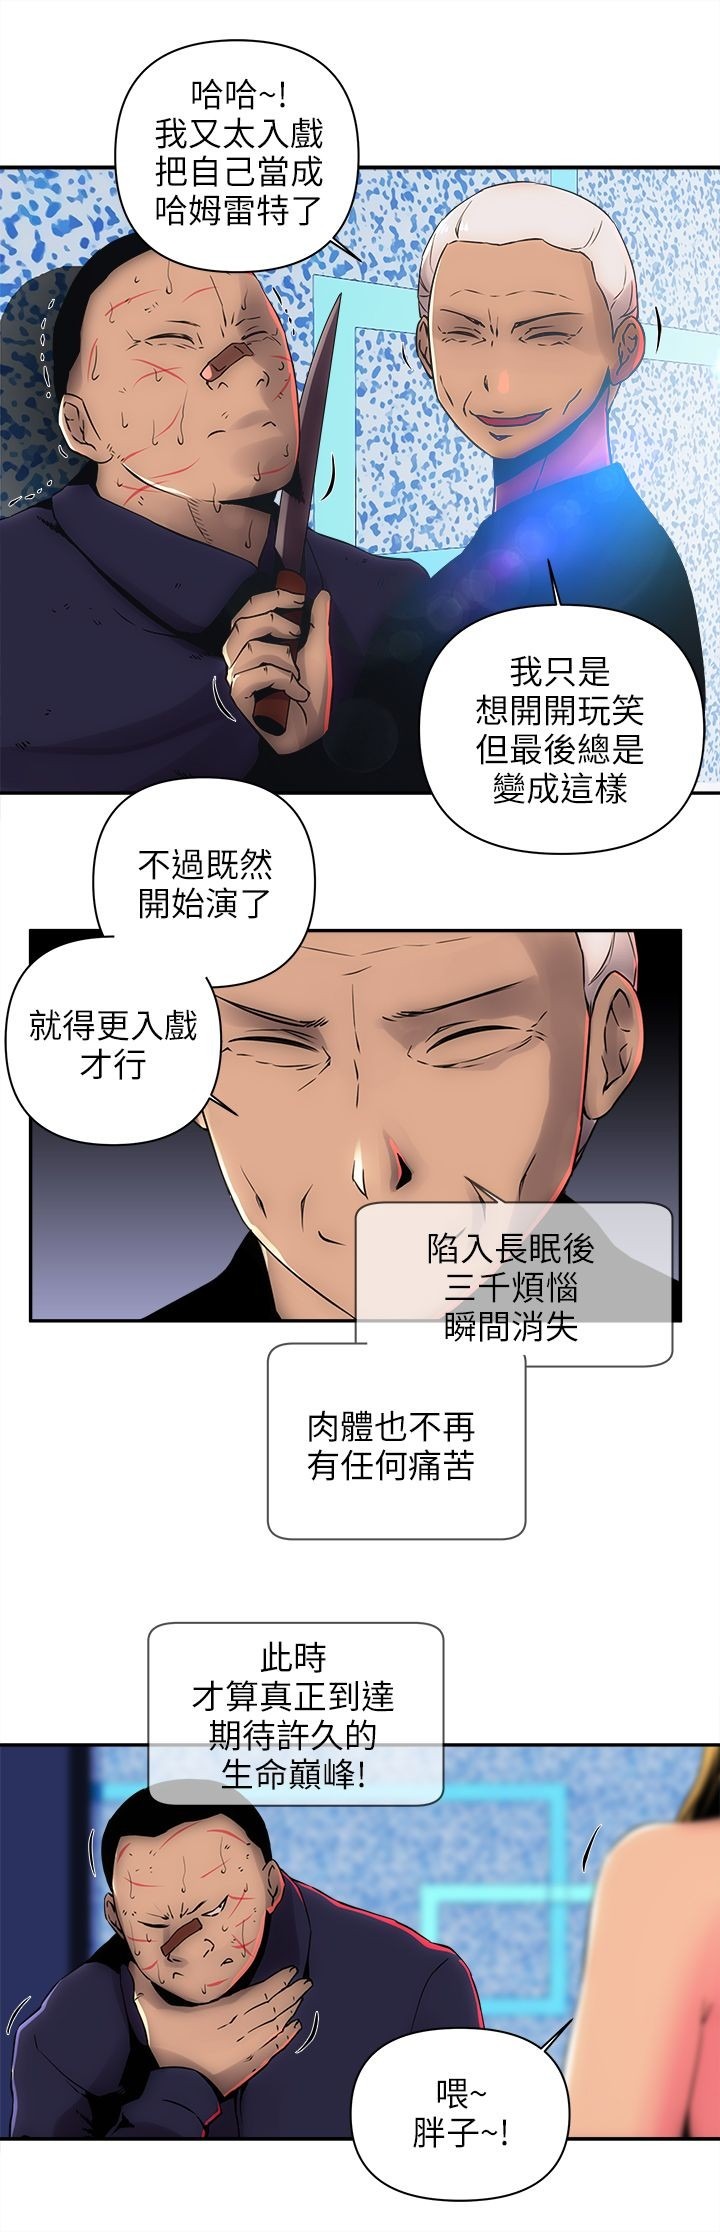 哈哈~!
我又太入戲
把自己當成
哈姆雷特了
我只是
想開開玩笑
但最後總是
變成這樣
不過既然
開始演了
就得更入戲
才行
陷入長眠後
三千煩惱
瞬間消失
肉體也不再
有任何痛苦
此時
才算真正到達
期待許久的
生命巔峰!
喂~
胖子~!